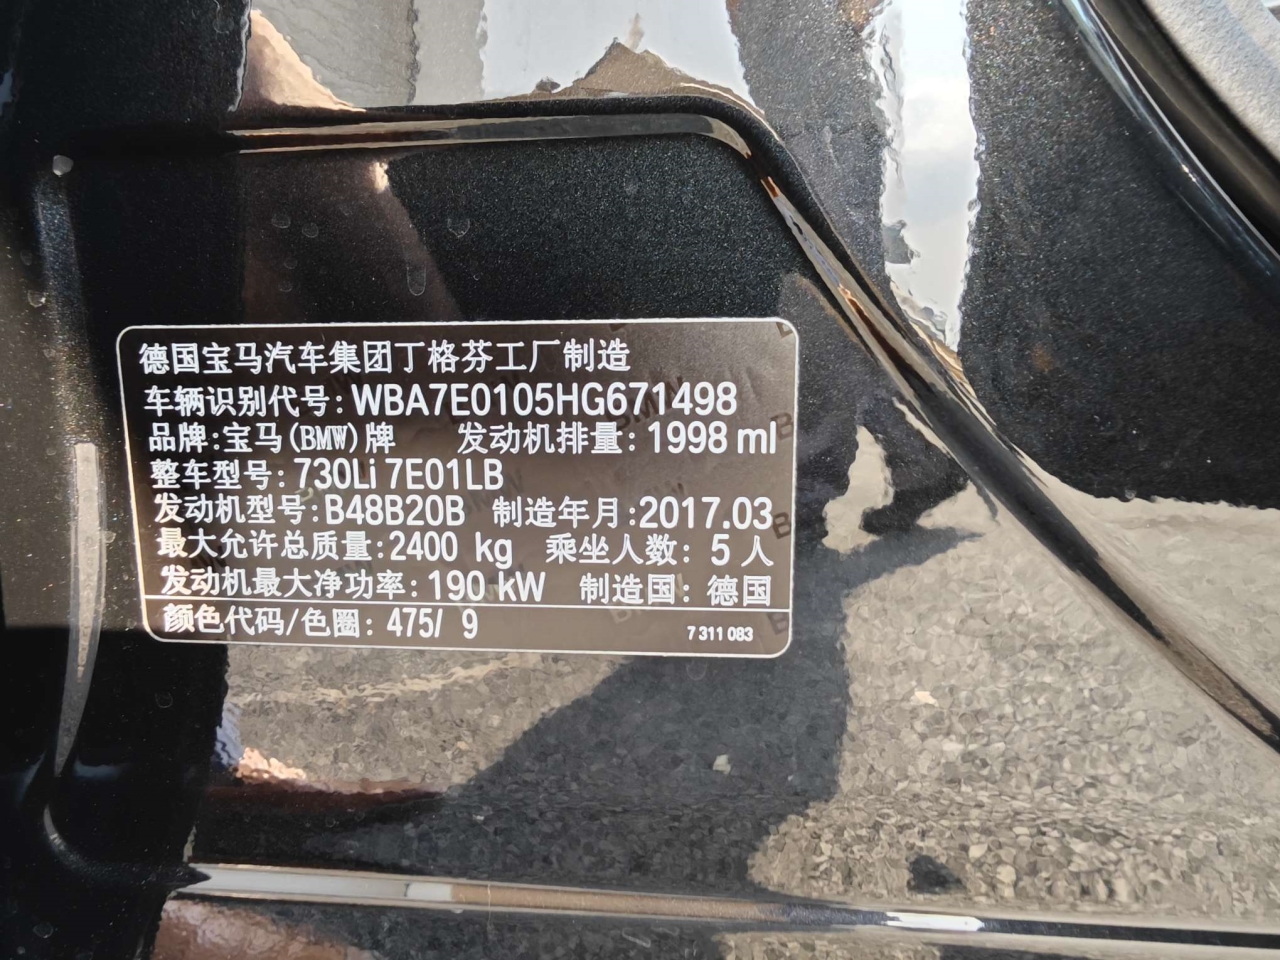 德国宝马汽车集团丁格芬工厂制造
车辆识别代号:WBA7E0105HG671498
品牌:宝马(BMW)牌 发动机排量:1998 ml
整车型号:730Li 7E01LB
发动机型号:B48B20B 制造年月:2017.03
最大允许总质量:2400 kg 乘坐人数:5人
发动机最大净功率:190 kW 制造国:德国
颜色代码/色圈:475/ 9 7 311 083